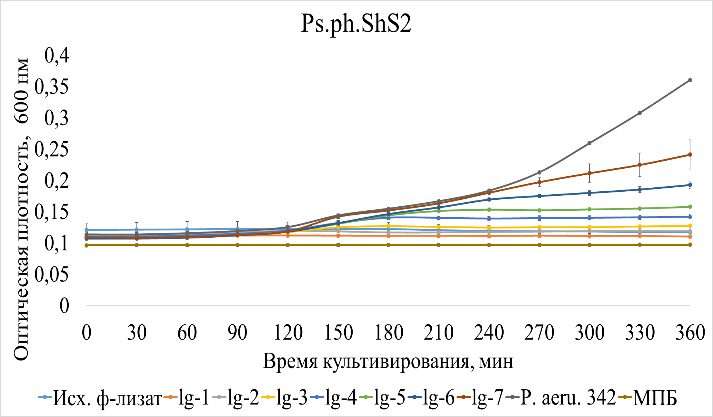 Ps.ph.ShS2
Оптическая плотность, 600 нм
0,4
0,35
0,3
0,25
0,2
0,15
0,1
0,05
0
0 30 60 90 120 150 180 210 240 270 300 330 360
Время культивирования, мин
Исх. ф-лизат lg-1 lg-2 lg-3 lg-4 lg-5 lg-6 lg-7 P. aeru. 342 МПБ